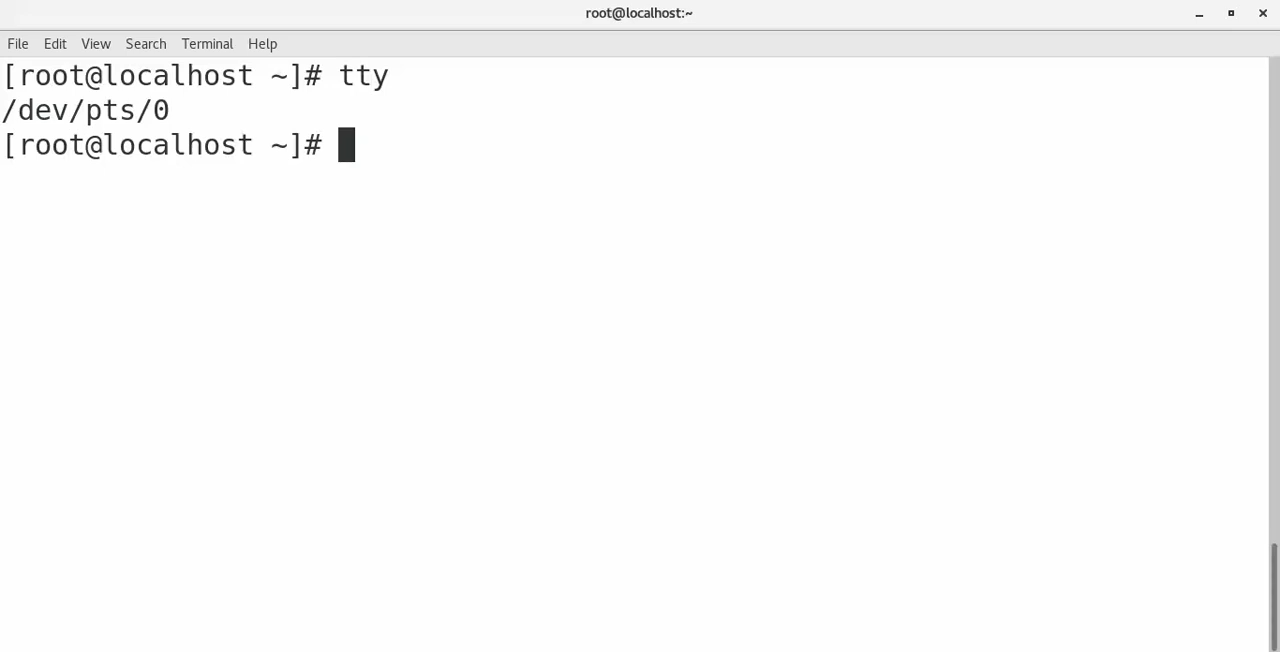 root@localhost:~
File Edit View Search Terminal Help
[root@localhost ~]# tty
/dev/pts/0
[root@localhost ~]#